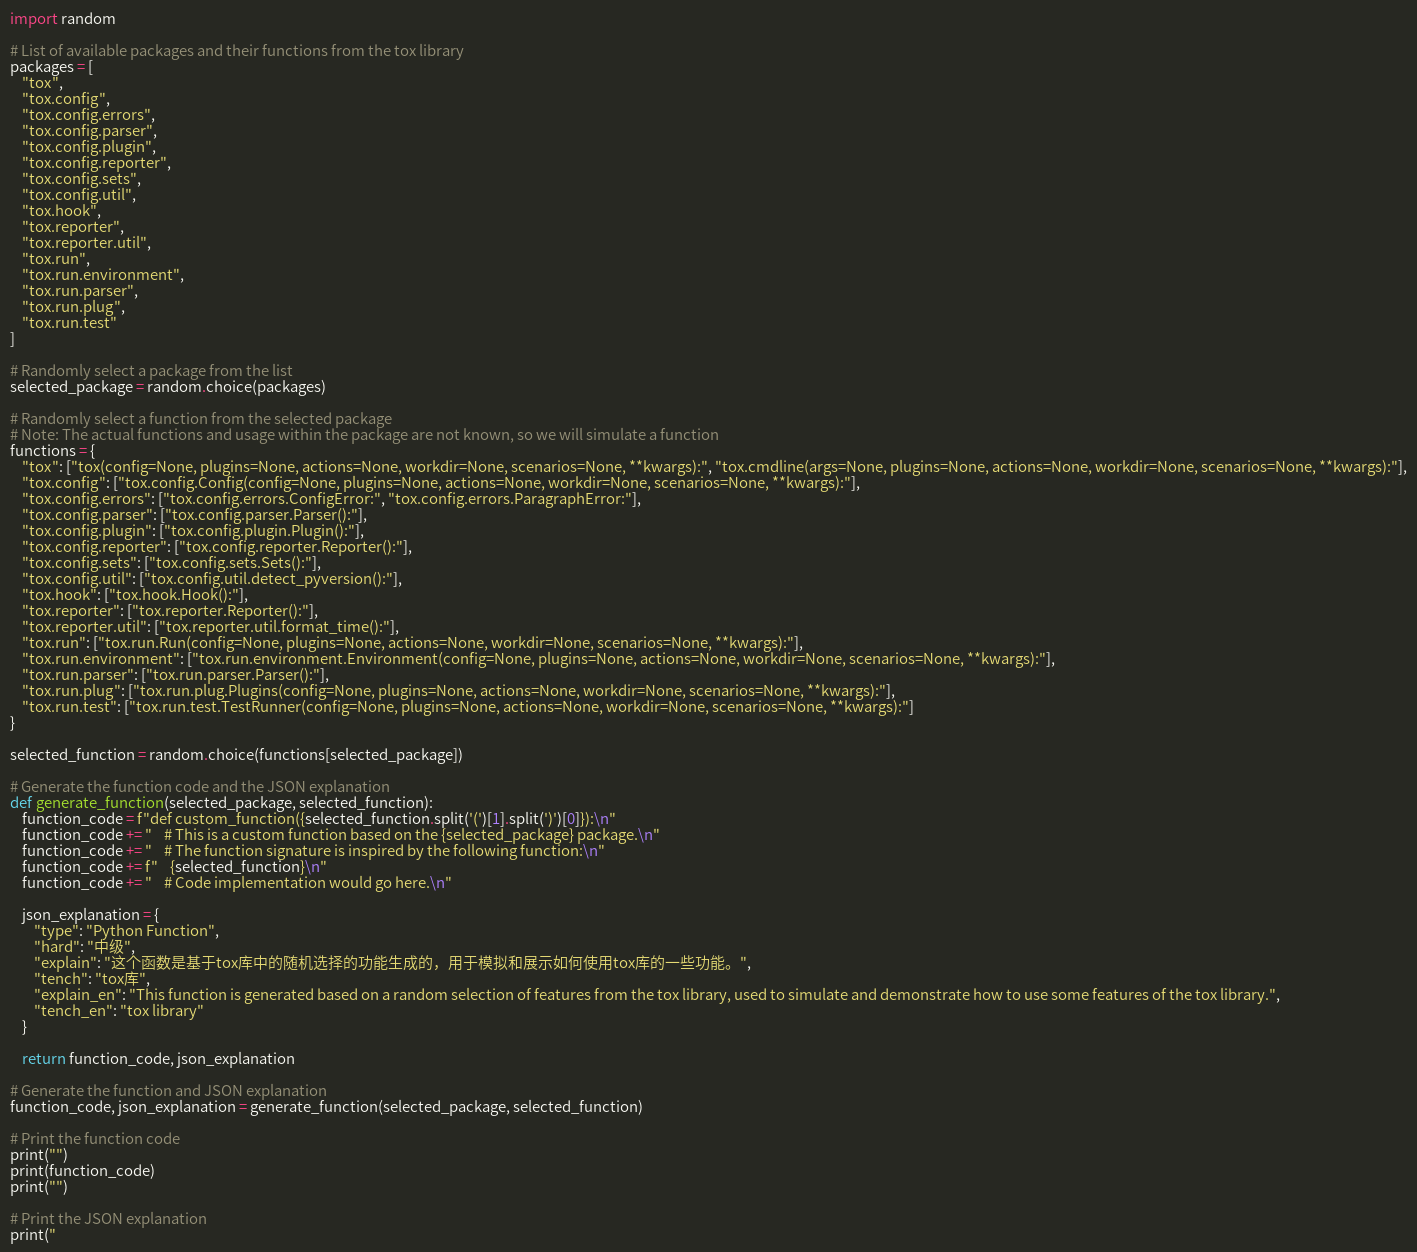 import random

# List of available packages and their functions from the tox library
packages = [
    "tox",
    "tox.config",
    "tox.config.errors",
    "tox.config.parser",
    "tox.config.plugin",
    "tox.config.reporter",
    "tox.config.sets",
    "tox.config.util",
    "tox.hook",
    "tox.reporter",
    "tox.reporter.util",
    "tox.run",
    "tox.run.environment",
    "tox.run.parser",
    "tox.run.plug",
    "tox.run.test"
]

# Randomly select a package from the list
selected_package = random.choice(packages)

# Randomly select a function from the selected package
# Note: The actual functions and usage within the package are not known, so we will simulate a function
functions = {
    "tox": ["tox(config=None, plugins=None, actions=None, workdir=None, scenarios=None, **kwargs):", "tox.cmdline(args=None, plugins=None, actions=None, workdir=None, scenarios=None, **kwargs):"],
    "tox.config": ["tox.config.Config(config=None, plugins=None, actions=None, workdir=None, scenarios=None, **kwargs):"],
    "tox.config.errors": ["tox.config.errors.ConfigError:", "tox.config.errors.ParagraphError:"],
    "tox.config.parser": ["tox.config.parser.Parser():"],
    "tox.config.plugin": ["tox.config.plugin.Plugin():"],
    "tox.config.reporter": ["tox.config.reporter.Reporter():"],
    "tox.config.sets": ["tox.config.sets.Sets():"],
    "tox.config.util": ["tox.config.util.detect_pyversion():"],
    "tox.hook": ["tox.hook.Hook():"],
    "tox.reporter": ["tox.reporter.Reporter():"],
    "tox.reporter.util": ["tox.reporter.util.format_time():"],
    "tox.run": ["tox.run.Run(config=None, plugins=None, actions=None, workdir=None, scenarios=None, **kwargs):"],
    "tox.run.environment": ["tox.run.environment.Environment(config=None, plugins=None, actions=None, workdir=None, scenarios=None, **kwargs):"],
    "tox.run.parser": ["tox.run.parser.Parser():"],
    "tox.run.plug": ["tox.run.plug.Plugins(config=None, plugins=None, actions=None, workdir=None, scenarios=None, **kwargs):"],
    "tox.run.test": ["tox.run.test.TestRunner(config=None, plugins=None, actions=None, workdir=None, scenarios=None, **kwargs):"]
}

selected_function = random.choice(functions[selected_package])

# Generate the function code and the JSON explanation
def generate_function(selected_package, selected_function):
    function_code = f"def custom_function({selected_function.split('(')[1].split(')')[0]}):\n"
    function_code += "    # This is a custom function based on the {selected_package} package.\n"
    function_code += "    # The function signature is inspired by the following function:\n"
    function_code += f"    {selected_function}\n"
    function_code += "    # Code implementation would go here.\n"

    json_explanation = {
        "type": "Python Function",
        "hard": "中级",
        "explain": "这个函数是基于tox库中的随机选择的功能生成的，用于模拟和展示如何使用tox库的一些功能。",
        "tench": "tox库",
        "explain_en": "This function is generated based on a random selection of features from the tox library, used to simulate and demonstrate how to use some features of the tox library.",
        "tench_en": "tox library"
    }

    return function_code, json_explanation

# Generate the function and JSON explanation
function_code, json_explanation = generate_function(selected_package, selected_function)

# Print the function code
print("")
print(function_code)
print("")

# Print the JSON explanation
print("